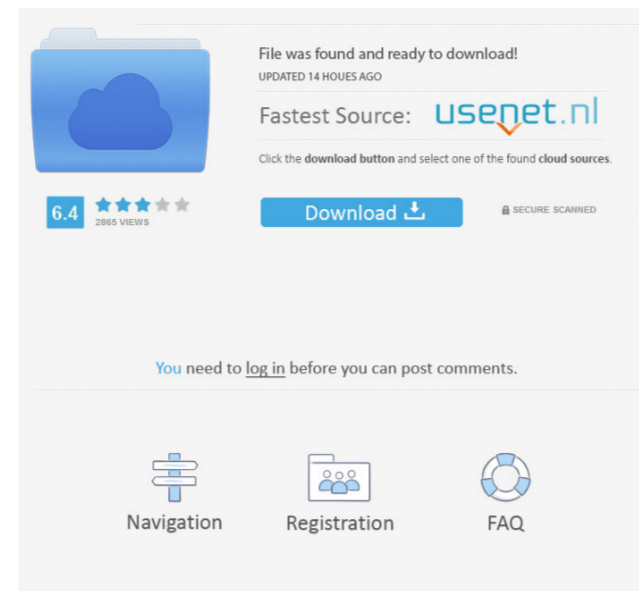 File was found and ready to download!
UPDATED 14 HOUES AGO
Fastest Source: usenet.nl
Click the download button and select one of the found cloud sources.
6.4
2865 VIEWS
Download
SECURE SCANNED
You need to log in before you can post comments.
Navigation
Registration
FAQ